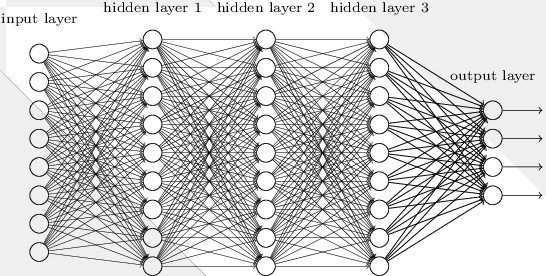 input layer
hidden layer 1
hidden layer 2
hidden layer 3
output layer